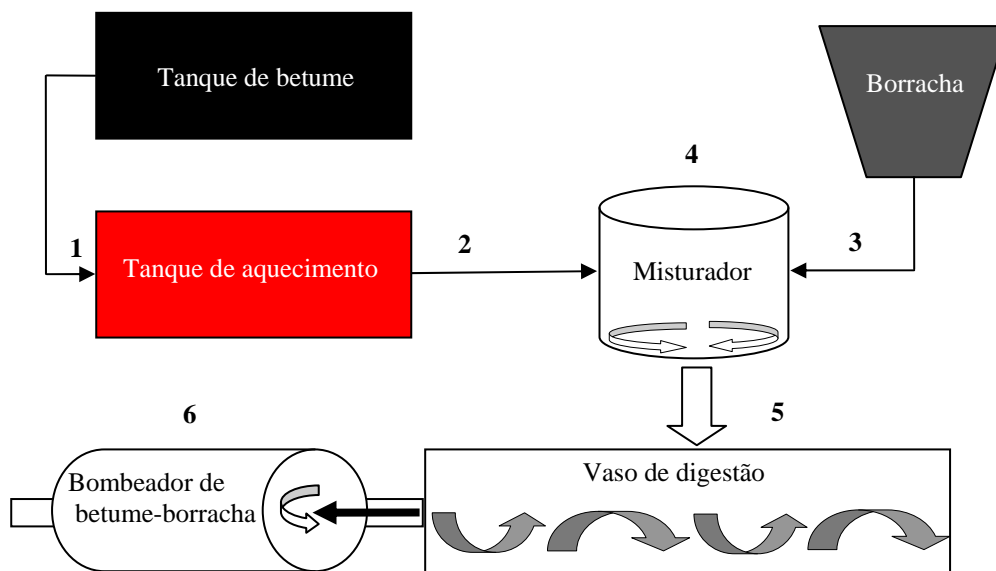 Tanque de betume
Borracha
4
1
Tanque de aquecimento
2
Misturador
3
5
6
Bombeador de
betume-borracha
Vaso de digestão